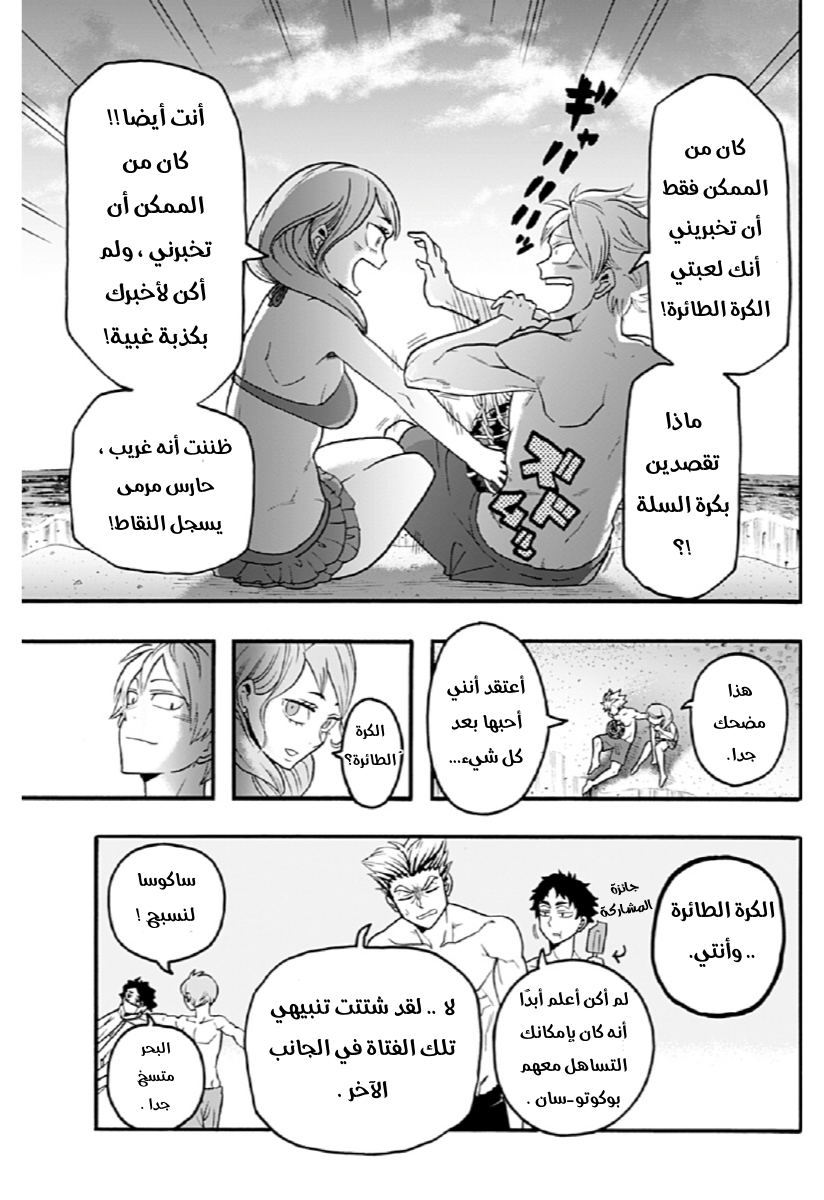 كان من
الممكن فقط
أن تخبريني
أنك لعبتي
الكرة الطائرة!
أنت أيضا!!
كان من
الممكن أن
تخبرني ، ولم
أكن لأخبرك
بكذبة غبية!
ماذا
تقصدين
بكرة السلة
؟!
ظننت أنه غريب ،
حارس مرمى
يسجل النقاط!
هذا
مضحك
جدا.
أعتقد أنني
أحبها بعد
كل شيء...
الكرة
الطائرة؟
الكرة الطائرة
.. وأنتي.
جائزة
المشاركة
لم أكن أعلم أبدًا
أنه كان بإمكانك
التساهل معهم
بوكوتو-سان .
لا .. لقد شتتت تنبيهي
تلك الفتاة في الجانب
الآخر .
ساكوسا
لنسبح !
البحر
متسخ
جدا .